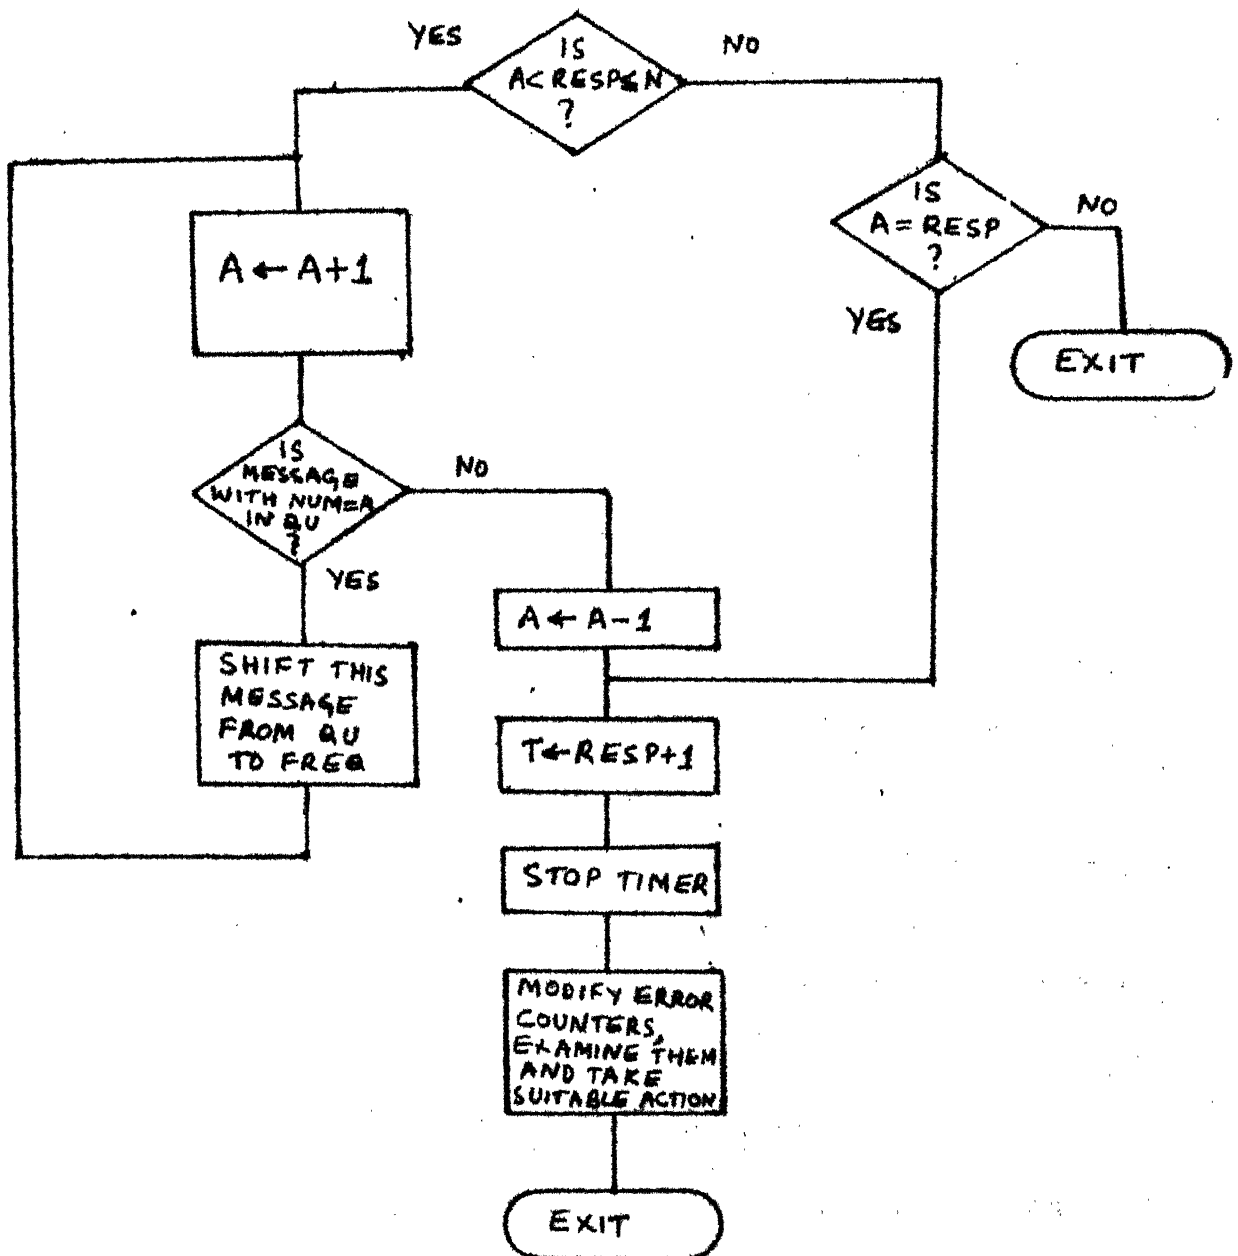 YES
IS
A<RESP≤N
?
NO
IS
A=RESP
?
NO
YES
EXIT
A←A+1
IS
MESSAGE
WITH NUM=A
IN QU
?
NO
YES
A←A-1
SHIFT THIS
MESSAGE
FROM QU
TO FREQ
T←RESP+1
STOP TIMER
MODIFY ERROR
COUNTERS,
EXAMINE THEM
AND TAKE
SUITABLE ACTION
EXIT